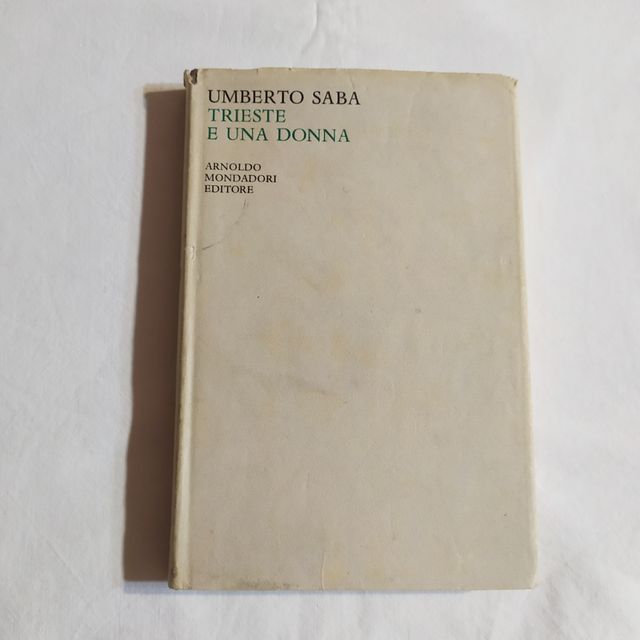 UMBERTO SABA
TRIESTE
E UNA DONNA
ARNOLDO
MONDADORI
EDITORE